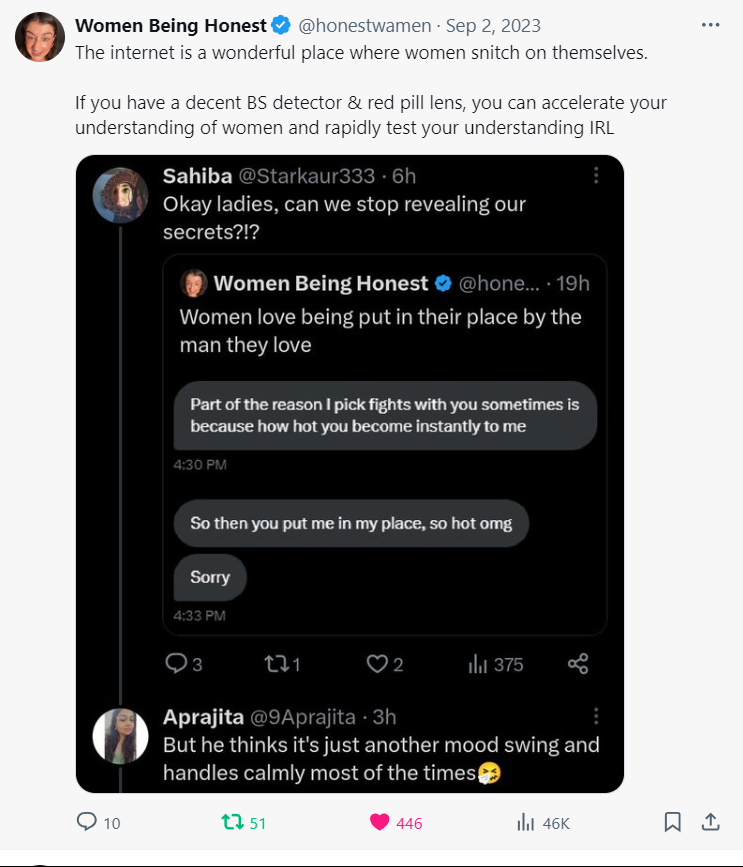 Women Being Honest @honestwamen · Sep 2, 2023
The internet is a wonderful place where women snitch on themselves.
If you have a decent BS detector & red pill lens, you can accelerate your
understanding of women and rapidly test your understanding IRL
Sahiba @Starkaur333 · 6h
Okay ladies, can we stop revealing our
secrets?!?
Women Being Honest @hone... · 19h
Women love being put in their place by the
man they love
Part of the reason I pick fights with you sometimes is
because how hot you become instantly to me
4:30 PM
So then you put me in my place, so hot omg
Sorry
4:33 PM
3 1 2 375
Aprajita @9Aprajita · 3h
But he thinks it's just another mood swing and
handles calmly most of the times🤧
10 51 446 46K